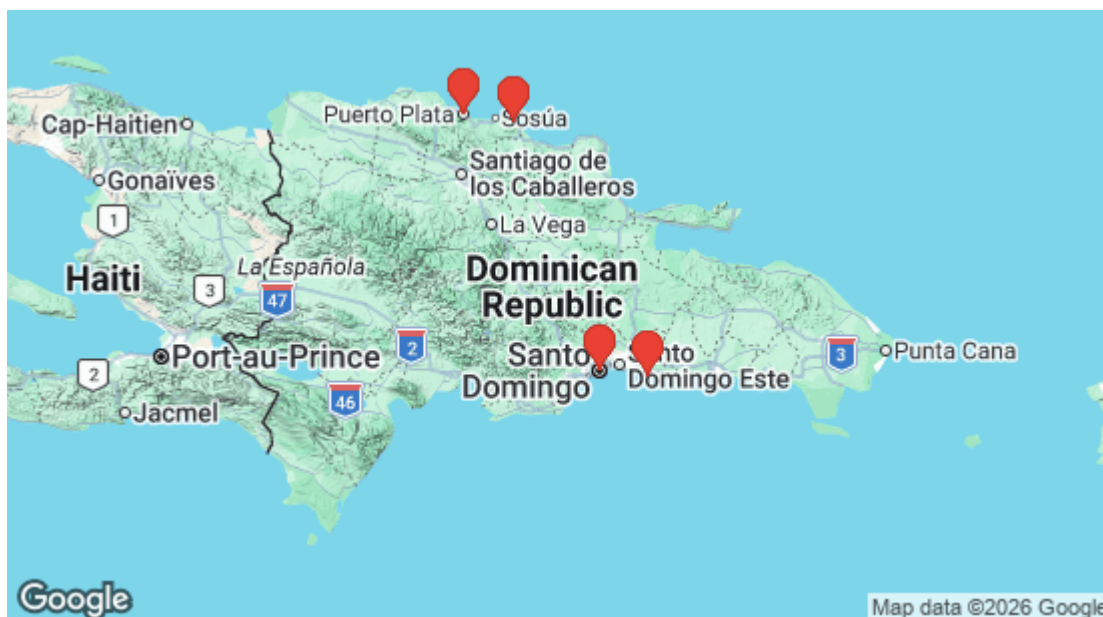 Puerto Plata
Sosúa
Cap-Haitien
Santiago de
los Caballeros
Gonaïves
1
La Vega
La Española
Dominican
Republic
Haiti
3
47
2
Santo
Domingo
Santo
Domingo Este
3
Punta Cana
Port-au-Prince
2
46
Jacmel
Google
Map data ©2026 Google